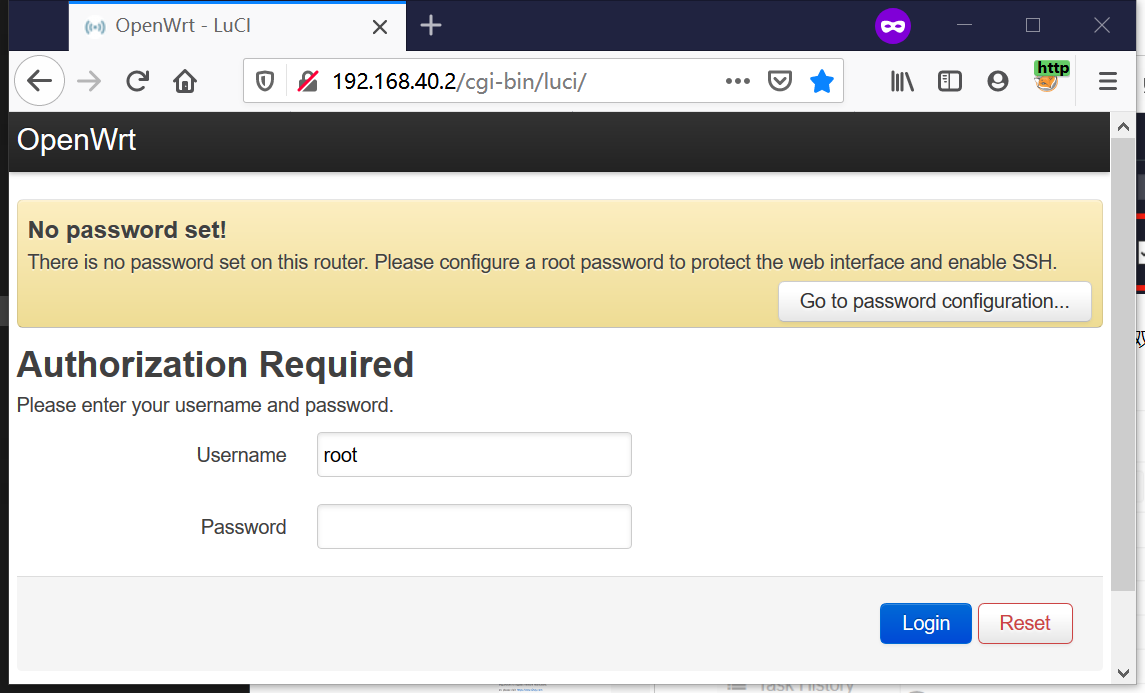 OpenWrt - LuCI
192.168.40.2/cgi-bin/luci/
http
OpenWrt
No password set!
There is no password set on this router. Please configure a root password to protect the web interface and enable SSH.
Go to password configuration...
Authorization Required
Please enter your username and password.
Username root
Password
Login Reset
Task History